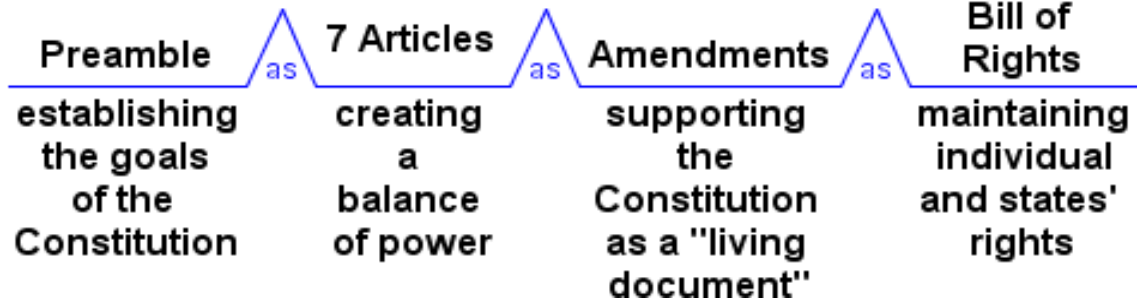 Preamble
as
7 Articles
as
Amendments
as
Bill of
Rights
establishing
the goals
of the
Constitution
creating
a
balance
of power
supporting
the
Constitution
as a "living
document"
maintaining
individual
and states'
rights